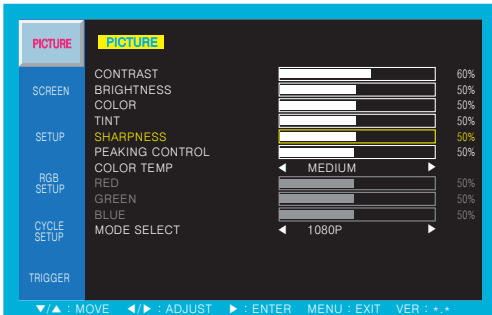 PICTURE
PICTURE
CONTRAST 60%
BRIGHTNESS 50%
SCREEN
COLOR 50%
TINT 50%
SETUP
SHARPNESS 50%
PEAKING CONTROL 50%
COLOR TEMP ◀ MEDIUM ▶
RGB
SETUP
RED 50%
GREEN 50%
BLUE 50%
CYCLE
SETUP
MODE SELECT ◀ 1080P ▶
TRIGGER
▼/▲ : MOVE ◀/▶ : ADJUST ▶ : ENTER MENU : EXIT VER : *.*